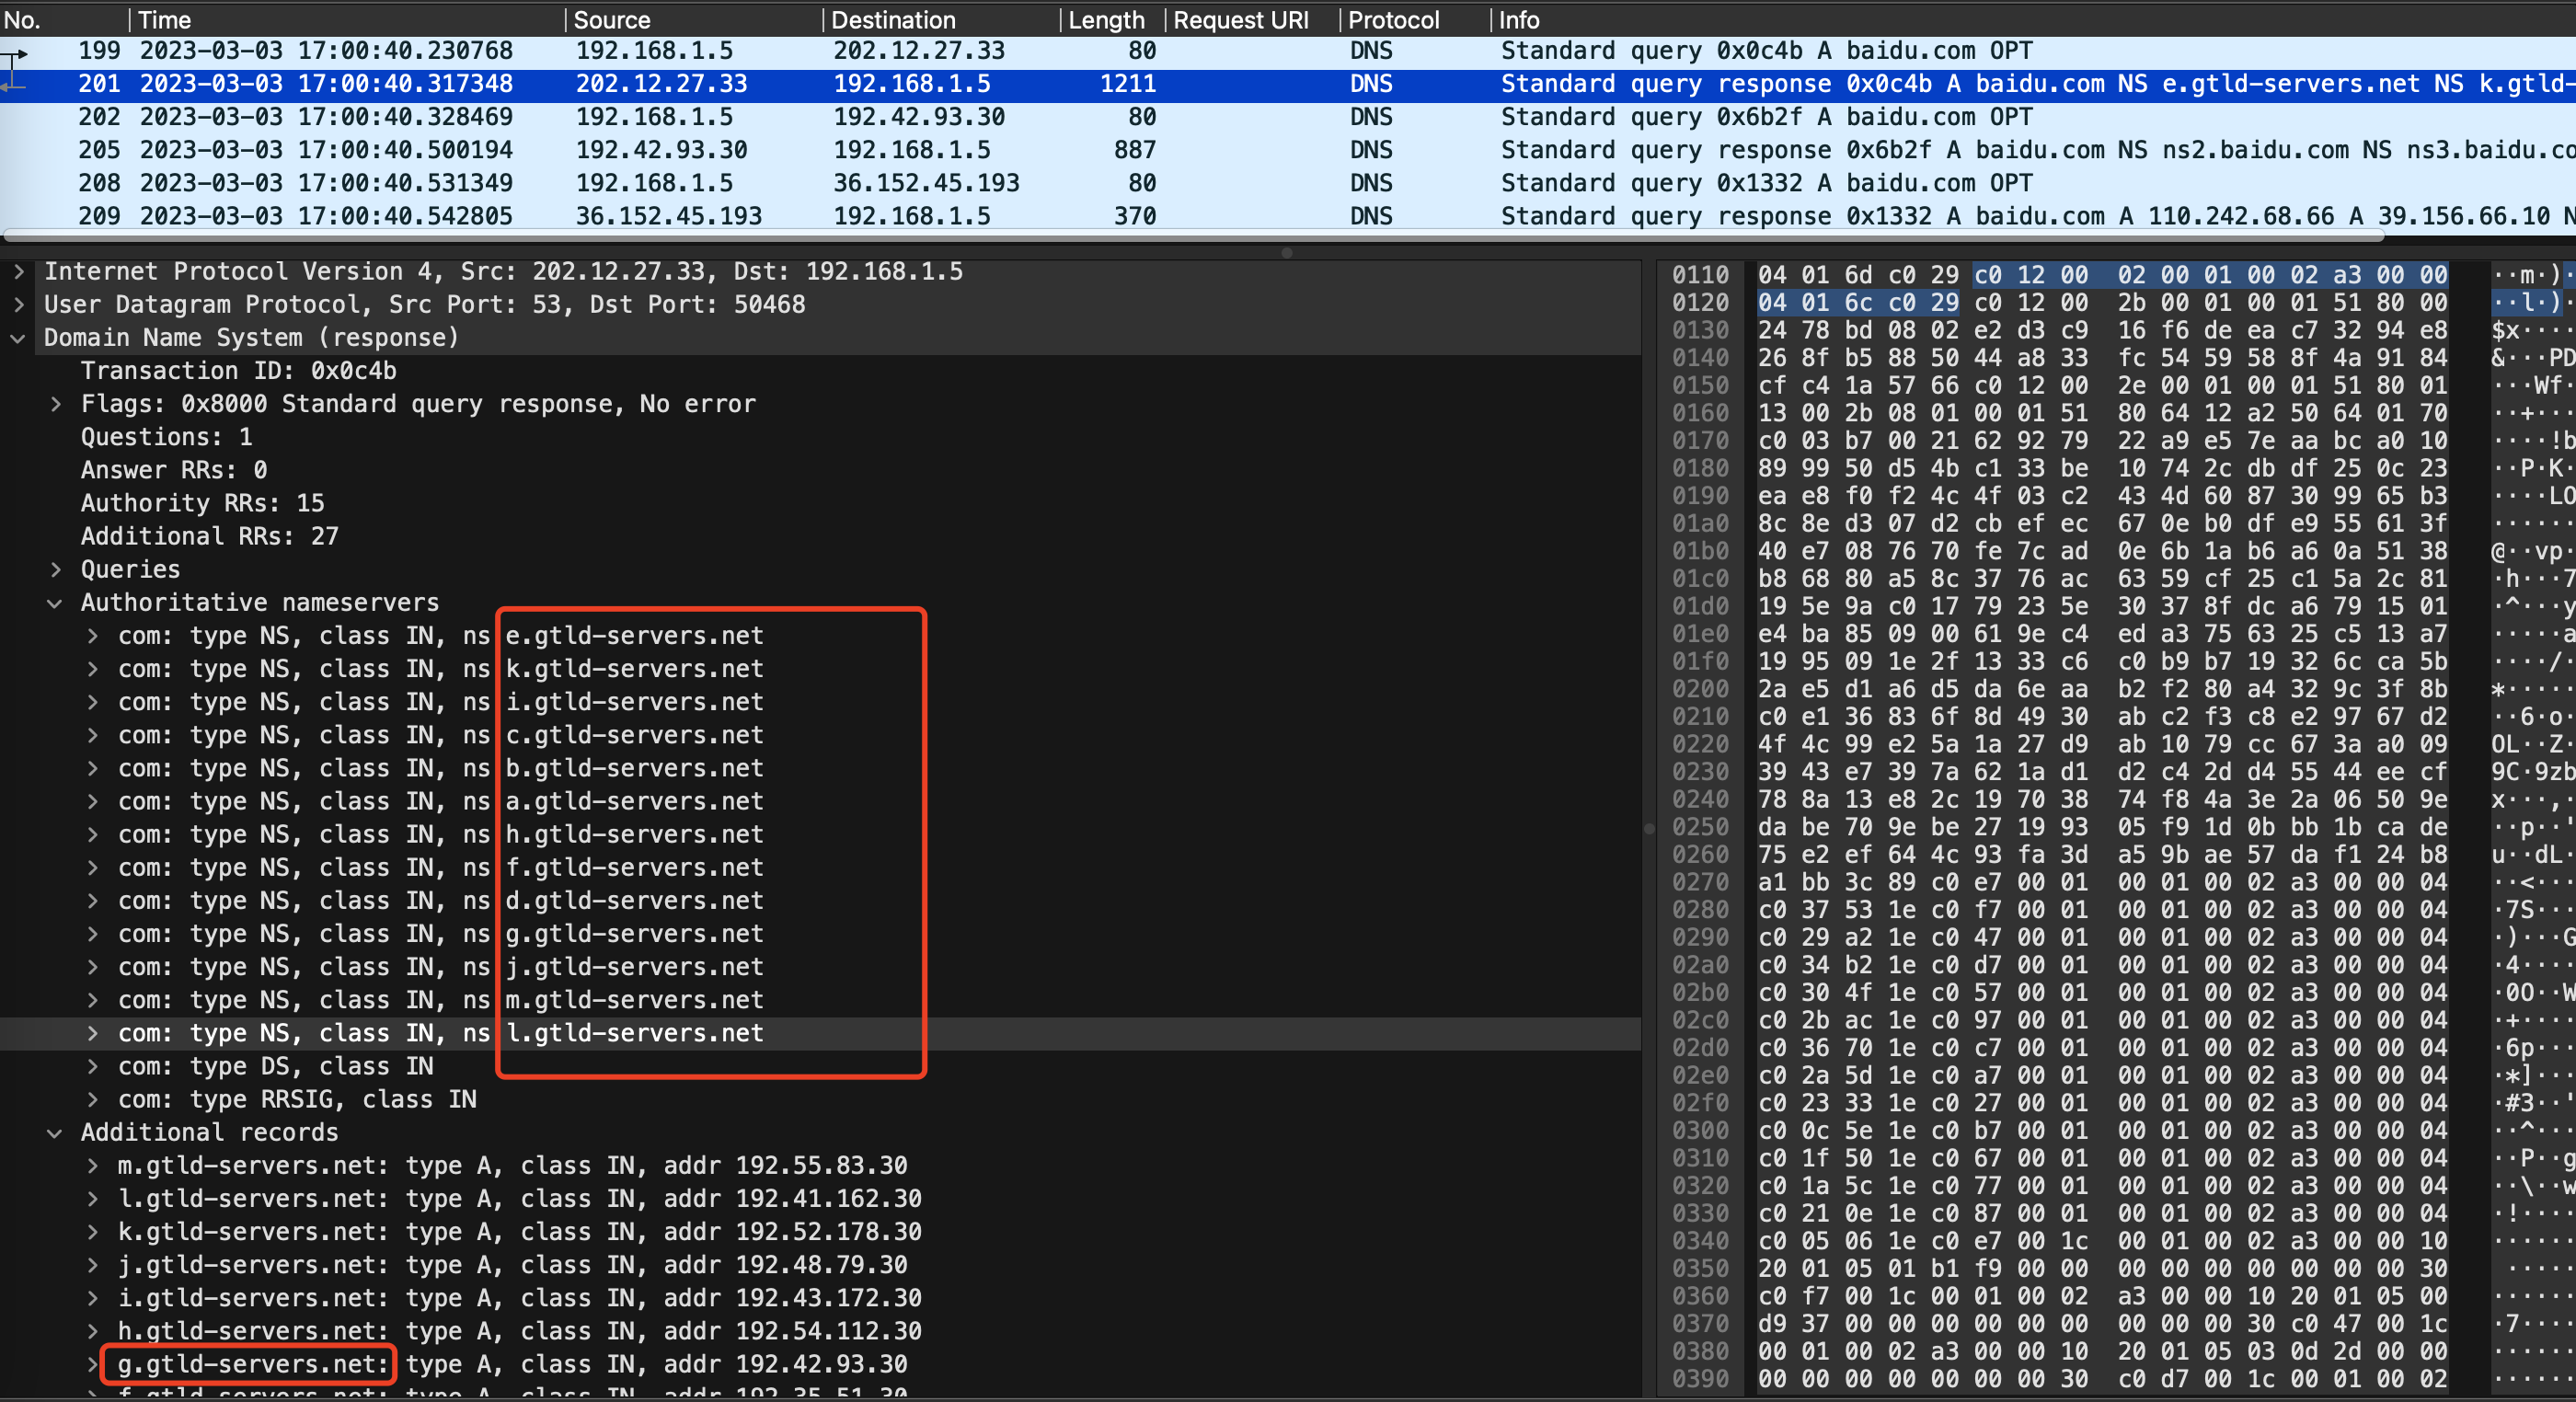 No. Time Source Destination Length Request URI Protocol Info
199 2023-03-03 17:00:40.230768 192.168.1.5 202.12.27.33 80 DNS Standard query 0x0c4b A baidu.com OPT
201 2023-03-03 17:00:40.317348 202.12.27.33 192.168.1.5 1211 DNS Standard query response 0x0c4b A baidu.com NS e.gtld-servers.net NS k.gtld-
202 2023-03-03 17:00:40.328469 192.168.1.5 192.42.93.30 80 DNS Standard query 0x6b2f A baidu.com OPT
205 2023-03-03 17:00:40.500194 192.42.93.30 192.168.1.5 887 DNS Standard query response 0x6b2f A baidu.com NS ns2.baidu.com NS ns3.baidu.co
208 2023-03-03 17:00:40.531349 192.168.1.5 36.152.45.193 80 DNS Standard query 0x1332 A baidu.com OPT
209 2023-03-03 17:00:40.542805 36.152.45.193 192.168.1.5 370 DNS Standard query response 0x1332 A baidu.com A 110.242.68.66 A 39.156.66.10 N
Internet Protocol Version 4, Src: 202.12.27.33, Dst: 192.168.1.5
User Datagram Protocol, Src Port: 53, Dst Port: 50468
Domain Name System (response)
Transaction ID: 0x0c4b
Flags: 0x8000 Standard query response, No error
Questions: 1
Answer RRs: 0
Authority RRs: 15
Additional RRs: 27
Queries
Authoritative nameservers
com: type NS, class IN, ns e.gtld-servers.net
com: type NS, class IN, ns k.gtld-servers.net
com: type NS, class IN, ns i.gtld-servers.net
com: type NS, class IN, ns c.gtld-servers.net
com: type NS, class IN, ns b.gtld-servers.net
com: type NS, class IN, ns a.gtld-servers.net
com: type NS, class IN, ns h.gtld-servers.net
com: type NS, class IN, ns f.gtld-servers.net
com: type NS, class IN, ns d.gtld-servers.net
com: type NS, class IN, ns g.gtld-servers.net
com: type NS, class IN, ns j.gtld-servers.net
com: type NS, class IN, ns m.gtld-servers.net
com: type NS, class IN, ns l.gtld-servers.net
com: type DS, class IN
com: type RRSIG, class IN
Additional records
m.gtld-servers.net: type A, class IN, addr 192.55.83.30
l.gtld-servers.net: type A, class IN, addr 192.41.162.30
k.gtld-servers.net: type A, class IN, addr 192.52.178.30
j.gtld-servers.net: type A, class IN, addr 192.48.79.30
i.gtld-servers.net: type A, class IN, addr 192.43.172.30
h.gtld-servers.net: type A, class IN, addr 192.54.112.30
g.gtld-servers.net: type A, class IN, addr 192.42.93.30
f.gtld-servers.net: type A, class IN, addr 192.35.51.30
0110 04 01 6d c0 29 c0 12 00 02 00 01 00 02 a3 00 00 ··m·)·
0120 04 01 6c c0 29 c0 12 00 2b 00 01 00 01 51 80 00 ··l·)·
0130 24 78 bd 08 02 e2 d3 c9 16 f6 de ea c7 32 94 e8 $x····
0140 26 8f b5 88 50 44 a8 33 fc 54 59 58 8f 4a 91 84 &···PD
0150 cf c4 1a 57 66 c0 12 00 2e 00 01 00 01 51 80 01 ···Wf·
0160 13 00 2b 08 01 00 01 51 80 64 12 a2 50 64 01 70 ··+···
0170 c0 03 b7 00 21 62 92 79 22 a9 e5 7e aa bc a0 10 ····!b
0180 89 99 50 d5 4b c1 33 be 10 74 2c db df 25 0c 23 ··P·K·
0190 ea e8 f0 f2 4c 4f 03 c2 43 4d 60 87 30 99 65 b3 ····LO
01a0 8c 8e d3 07 d2 cb ef ec 67 0e b0 df e9 55 61 3f ······
01b0 40 e7 08 76 70 fe 7c ad 0e 6b 1a b6 a6 0a 51 38 @··vp·
01c0 b8 68 80 a5 8c 37 76 ac 63 59 cf 25 c1 5a 2c 81 ·h···7
01d0 19 5e 9a c0 17 79 23 5e 30 37 8f dc a6 79 15 01 ·^···y
01e0 e4 ba 85 09 00 61 9e c4 ed a3 75 63 25 c5 13 a7 ·····a
01f0 19 95 09 1e 2f 13 33 c6 c0 b9 b7 19 32 6c ca 5b ····/·
0200 2a e5 d1 a6 d5 da 6e aa b2 f2 80 a4 32 9c 3f 8b *·····
0210 c0 e1 36 83 6f 8d 49 30 ab c2 f3 c8 e2 97 67 d2 ··6·o·
0220 4f 4c 99 e2 5a 1a 27 d9 ab 10 79 cc 67 3a a0 09 OL··Z·
0230 39 43 e7 39 7a 62 1a d1 d2 c4 2d d4 55 44 ee cf 9C·9zb
0240 78 8a 13 e8 2c 19 70 38 74 f8 4a 3e 2a 06 50 9e x···,·
0250 da be 70 9e be 27 19 93 05 f9 1d 0b bb 1b ca de ··p··'
0260 75 e2 ef 64 4c 93 fa 3d a5 9b ae 57 da f1 24 b8 u··dL·
0270 a1 bb 3c 89 c0 e7 00 01 00 01 00 02 a3 00 00 04 ··<···
0280 c0 37 53 1e c0 f7 00 01 00 01 00 02 a3 00 00 04 ·7S···
0290 c0 29 a2 1e c0 47 00 01 00 01 00 02 a3 00 00 04 ·)···G
02a0 c0 34 b2 1e c0 d7 00 01 00 01 00 02 a3 00 00 04 ·4····
02b0 c0 30 4f 1e c0 57 00 01 00 01 00 02 a3 00 00 04 ·0O··W
02c0 c0 2b ac 1e c0 97 00 01 00 01 00 02 a3 00 00 04 ·+····
02d0 c0 36 70 1e c0 c7 00 01 00 01 00 02 a3 00 00 04 ·6p···
02e0 c0 2a 5d 1e c0 a7 00 01 00 01 00 02 a3 00 00 04 ·*]···
02f0 c0 23 33 1e c0 27 00 01 00 01 00 02 a3 00 00 04 ·#3··'
0300 c0 0c 5e 1e c0 b7 00 01 00 01 00 02 a3 00 00 04 ··^···
0310 c0 1f 50 1e c0 67 00 01 00 01 00 02 a3 00 00 04 ··P··g
0320 c0 1a 5c 1e c0 77 00 01 00 01 00 02 a3 00 00 04 ··\··w
0330 c0 21 0e 1e c0 87 00 01 00 01 00 02 a3 00 00 04 ·!····
0340 c0 05 06 1e c0 e7 00 1c 00 01 00 02 a3 00 00 10 ······
0350 20 01 05 01 b1 f9 00 00 00 00 00 00 00 00 00 30 ·····
0360 c0 f7 00 1c 00 01 00 02 a3 00 00 10 20 01 05 00 ······
0370 d9 37 00 00 00 00 00 00 00 00 00 30 c0 47 00 1c ·7····
0380 00 01 00 02 a3 00 00 10 20 01 05 03 0d 2d 00 00 ······
0390 00 00 00 00 00 00 00 30 c0 d7 00 1c 00 01 00 02 ······